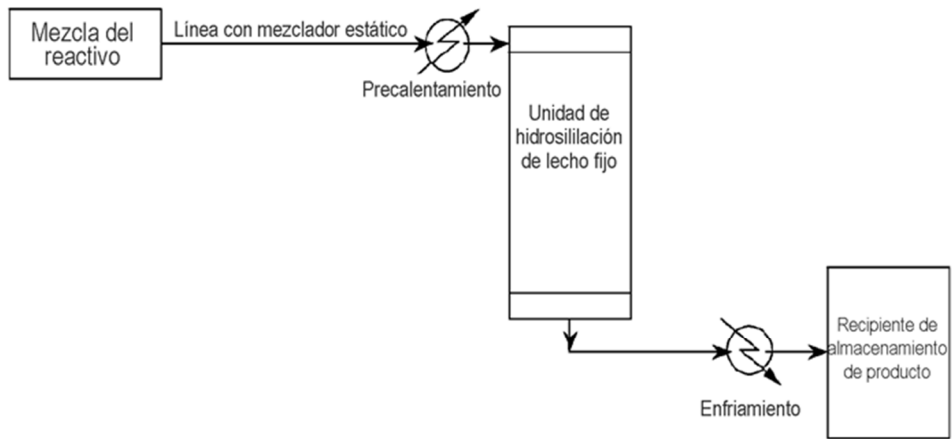 Mezcla del
reactivo
Línea con mezclador estático
Precalentamiento
Unidad de
hidrosililación
de lecho fijo
Recipiente de
almacenamiento
de producto
Enfriamiento